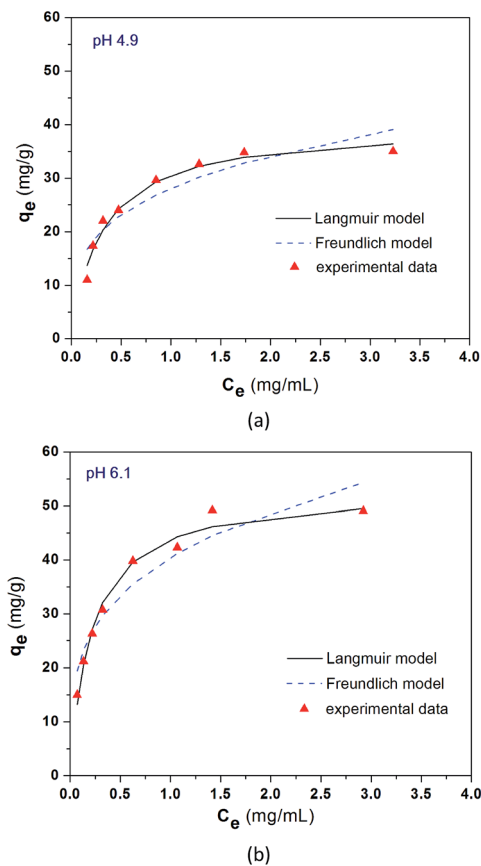 60
pH 4.9
50
40
qe (mg/g)
30
Langmuir model
20
Freundlich model
experimental data
10
0
0.0 0.5 1.0 1.5 2.0 2.5 3.0 3.5 4.0
Ce (mg/mL)
(a)
60
pH 6.1
50
40
qe (mg/g)
30
20
Langmuir model
Freundlich model
experimental data
10
0
0.0 0.5 1.0 1.5 2.0 2.5 3.0 3.5 4.0
Ce (mg/mL)
(b)